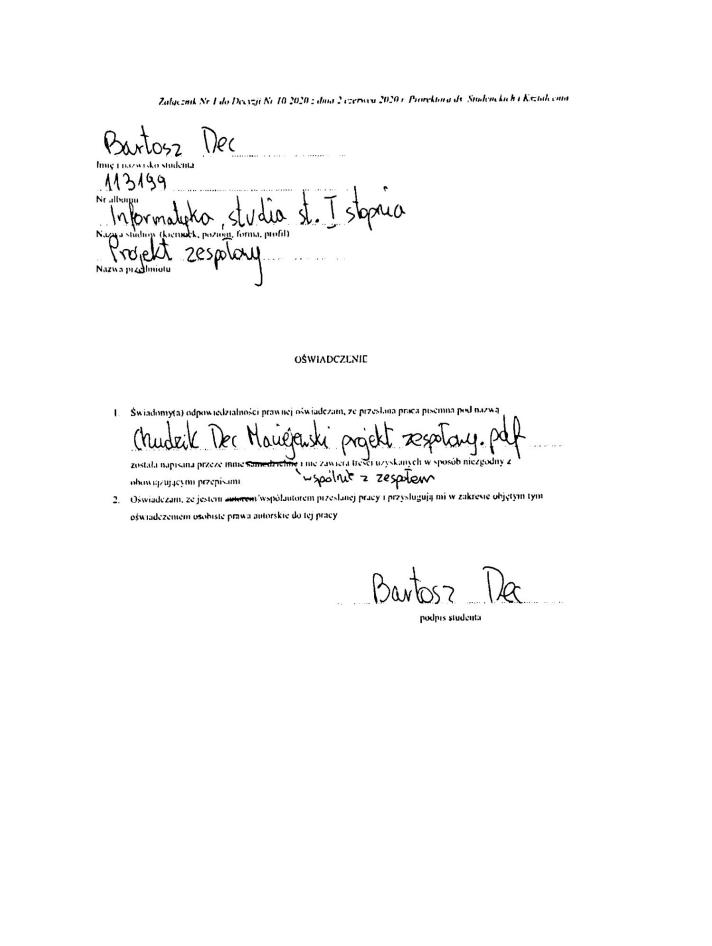 Załącznik Nr 1 do Decyzji Nr 10/2020 z dnia 2 czerwca 2020 r. Prorektora ds. Studenckich i Kształcenia
Bartosz Dec
Imię i nazwisko studenta
113199
Nr albumu
Informatyka, studia st. I stopnia
Nazwa studiów (kierunek, poziom, forma, profil)
Projekt zespołowy
Nazwa przedmiotu
OŚWIADCZENIE
1. Świadomy(a) odpowiedzialności prawnej oświadczam, że przesłana praca pisemna pod nazwą
Chudzik Dec Maciejewski projekt zespołowy.pdf
została napisana przeze mnie samodzielnie i nie zawiera treści uzyskanych w sposób niezgodny z
obowiązującymi przepisami
wspólnie z zespołem
2. Oświadczam, że jestem autorem/współautorem przesłanej pracy i przysługują mi w zakresie objętym tym
oświadczeniem osobiste prawa autorskie do tej pracy
Bartosz Dec
podpis studenta